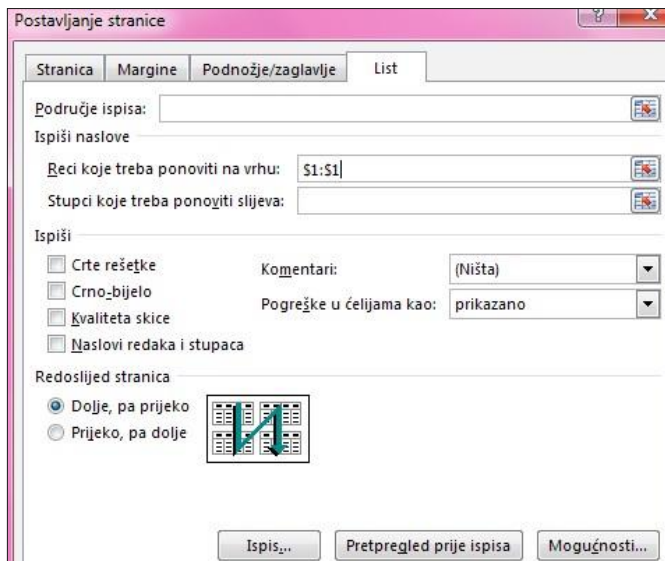 Postavljanje stranice
Stranica Margine Podnožje/zaglavlje List
Područje ispisa:
Ispiši naslove
Reci koje treba ponoviti na vrhu: $1:$1
Stupci koje treba ponoviti slijeva:
Ispiši
Crte rešetke
Komentari: (Ništa)
Crno-bijelo
Pogreške u ćelijama kao: prikazano
Kvaliteta skice
Naslovi redaka i stupaca
Redoslijed stranica
Dolje, pa prijeko
Prijeko, pa dolje
Ispis... Pretpregled prije ispisa Mogućnosti...